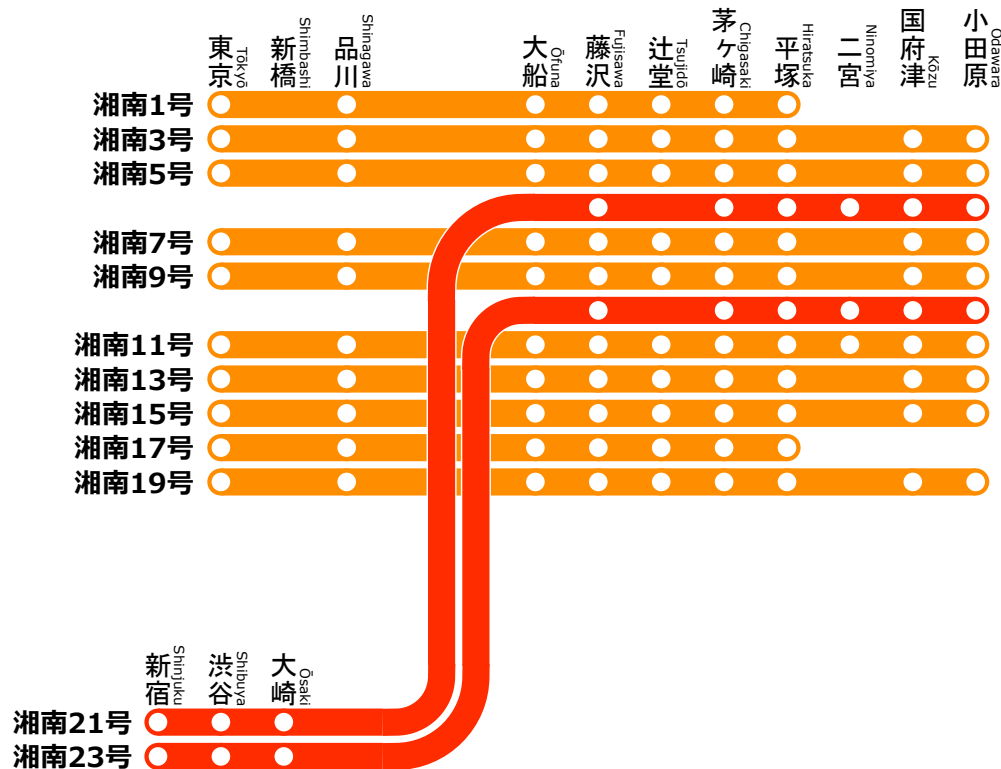 東京 Tōkyō
新橋 Shimbashi
品川 Shinagawa
大船 Ōfuna
藤沢 Fujisawa
辻堂 Tsujidō
茅ヶ崎 Chigasaki
平塚 Hiratsuka
二宮 Ninomiya
国府津 Kōzu
小田原 Odawara
湘南1号
湘南3号
湘南5号
湘南7号
湘南9号
湘南11号
湘南13号
湘南15号
湘南17号
湘南19号
新宿 Shinjuku
渋谷 Shibuya
大崎 Ōsaki
湘南21号
湘南23号